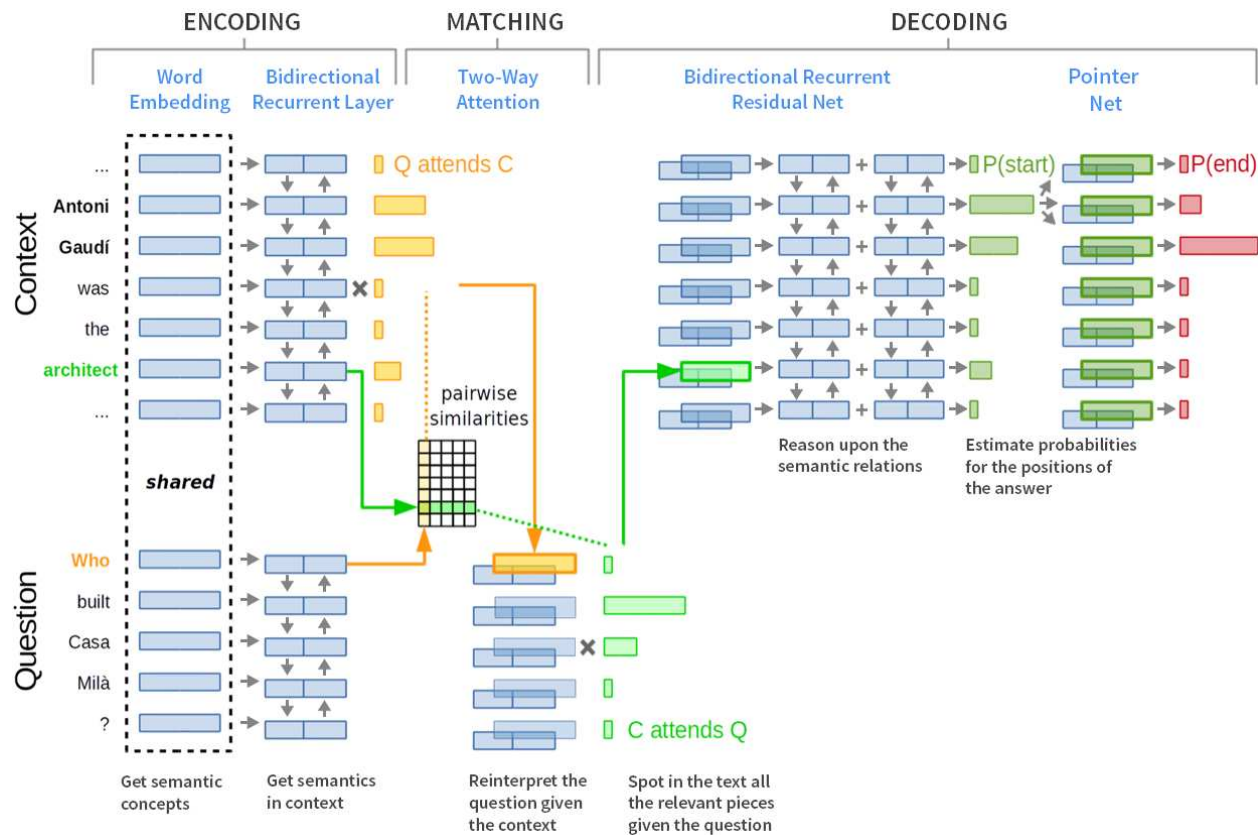 ENCODING
MATCHING
DECODING
Word
Embedding
Bidirectional
Recurrent Layer
Two-Way
Attention
Bidirectional Recurrent
Residual Net
Pointer
Net
Context
...
Antoni
Gaudí
was
the
architect
...
Q attends C
P(start)
P(end)
pairwise
similarities
Reason upon the
semantic relations
Estimate probabilities
for the positions of
the answer
shared
Question
Who
built
Casa
Milà
?
C attends Q
Get semantic
concepts
Get semantics
in context
Reinterpret the
question given
the context
Spot in the text all
the relevant pieces
given the question